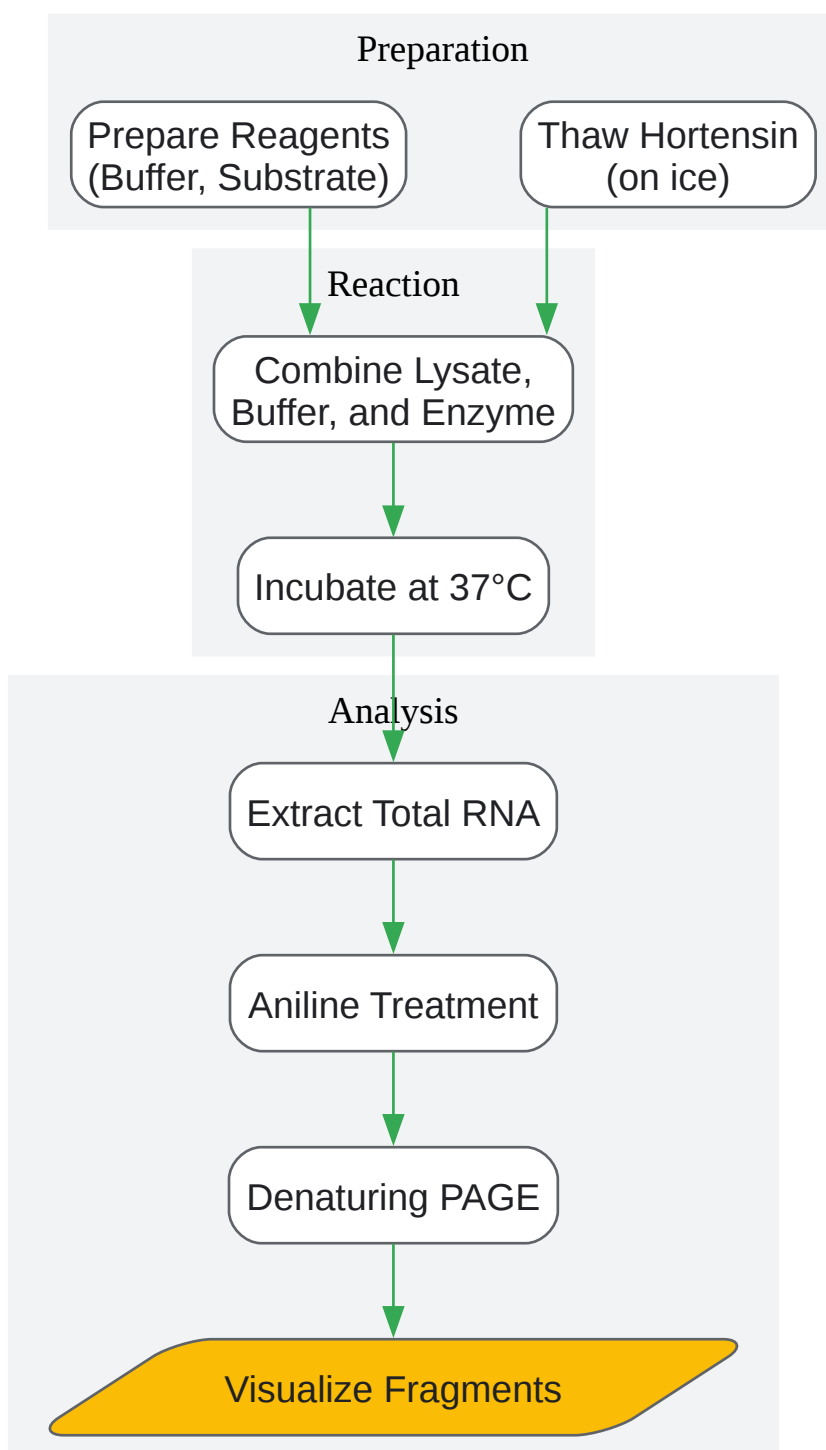 Preparation
Prepare Reagents
(Buffer, Substrate)
Thaw Hortensin
(on ice)
Reaction
Combine Lysate,
Buffer, and Enzyme
Incubate at 37°C
Analysis
Extract Total RNA
Aniline Treatment
Denaturing PAGE
Visualize Fragments